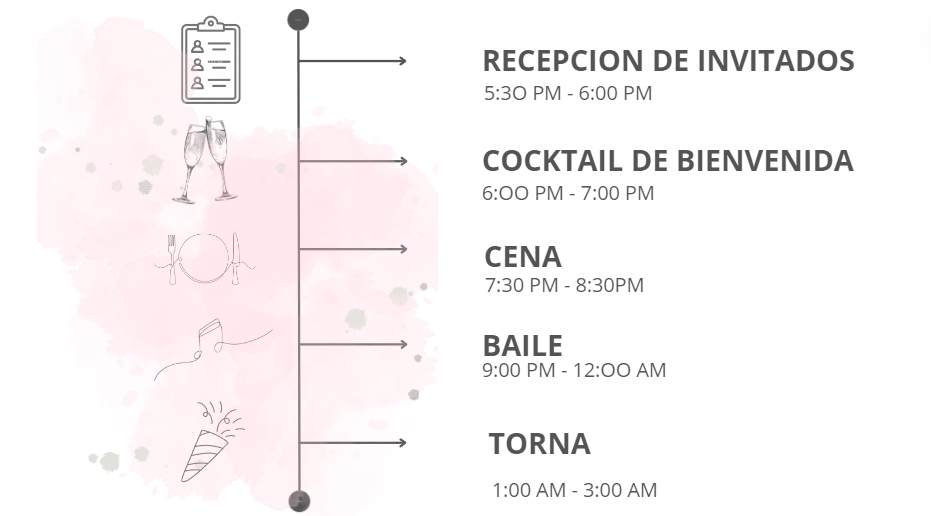 RECEPCION DE INVITADOS
5:3O PM - 6:00 PM
COCKTAIL DE BIENVENIDA
6:OO PM - 7:00 PM
CENA
7:30 PM - 8:30PM
BAILE
9:00 PM - 12:OO AM
TORNA
1:00 AM - 3:00 AM